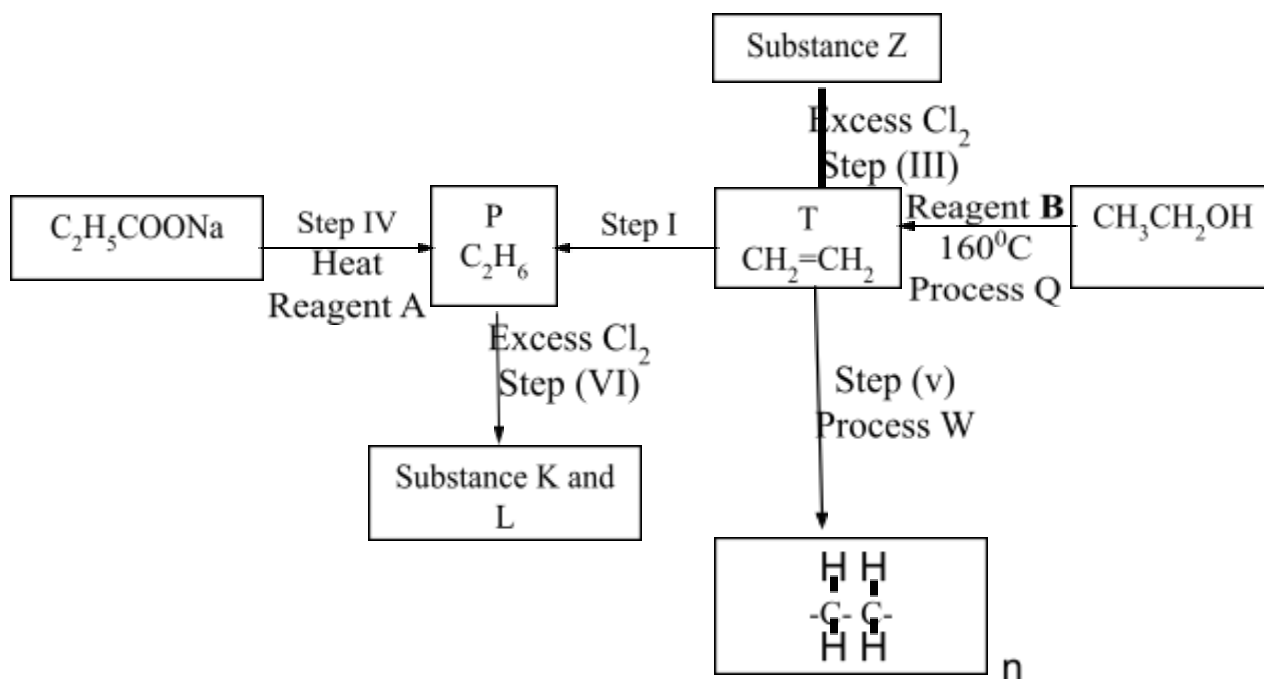 Substance Z
Excess Cl₂
Step (III)
C₂H₅COONa
Step IV
Heat
Reagent A
P
C₂H₆
Step I
T
CH₂=CH₂
Reagent B
160⁰C
Process Q
CH₃CH₂OH
Excess Cl₂
Step (VI)
Step (v)
Process W
Substance K and
L
H H
-C- C-
H H
n